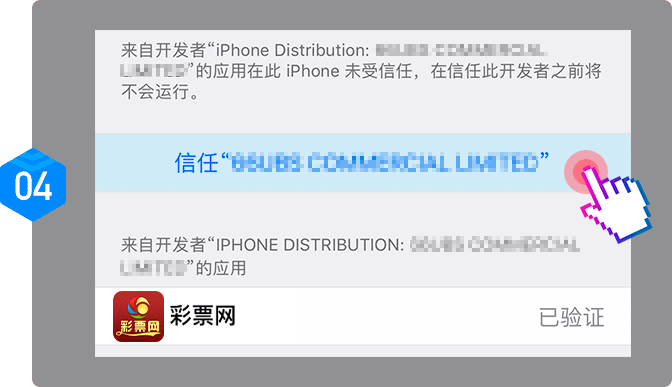 来自开发者“iPhone Distribution:
”的应用在此 iPhone 未受信任，在信任此开发者之前将
不会运行。
信任“ COMMERCIAL LIMITED”
04
来自开发者“IPHONE DISTRIBUTION:
”的应用
彩票网
彩票网
已验证